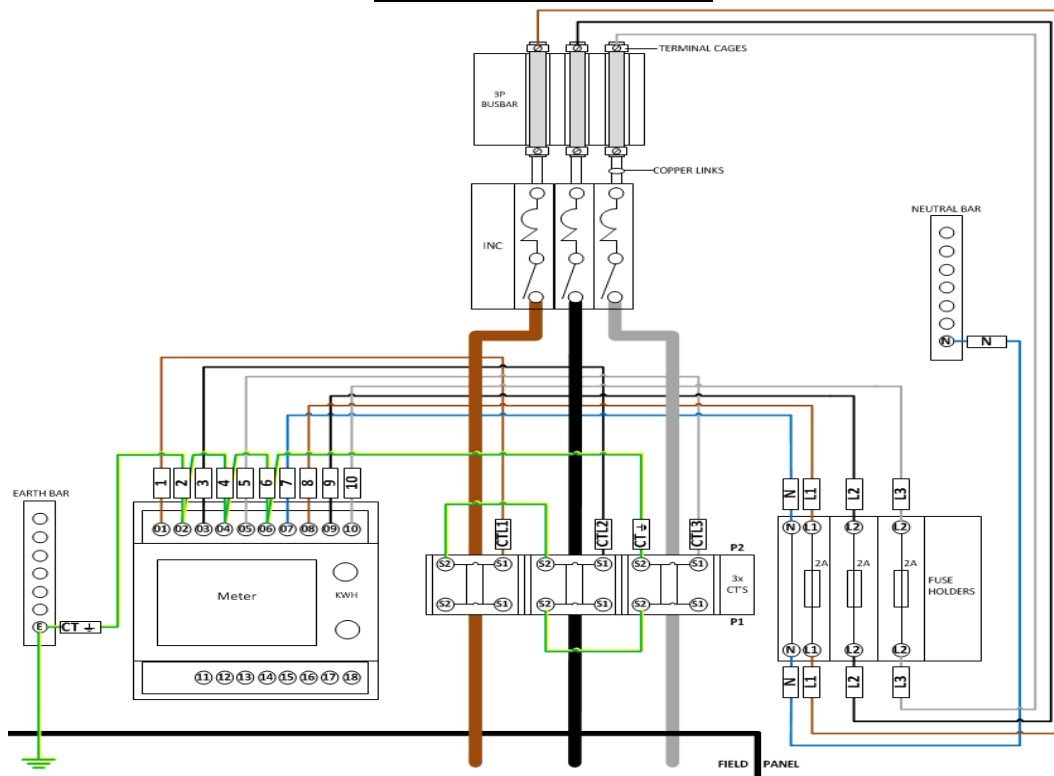 TERMINAL CAGES
3P
BUSBAR
COPPER LINKS
NEUTRAL BAR
INC
N
N
EARTH BAR
1
2
3
4
5
6
7
8
9
10
N
L1
L2
L3
01
02
03
04
05
06
07
08
09
10
CTL1
CTL2
CT
CTL3
P2
N
L1
L2
L2
S2
S1
S2
S1
S2
S1
2A
2A
2A
Meter
KWH
3x
CT'S
FUSE
HOLDERS
S2
S1
S2
S1
S2
S1
P1
E
CT
N
L1
L2
L2
11
12
13
14
15
16
17
18
N
L1
L2
L3
FIELD
PANEL